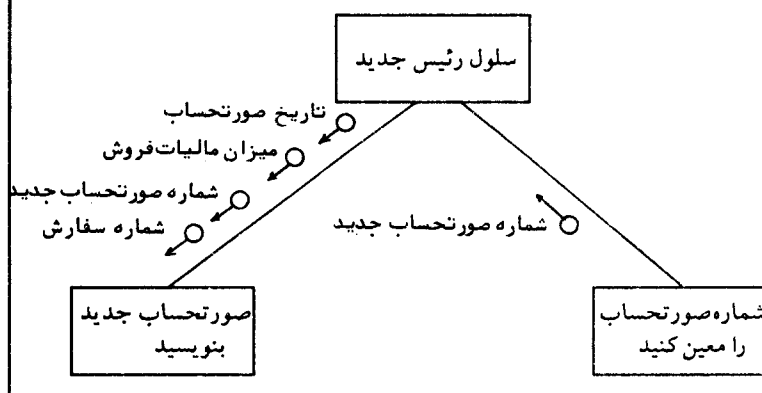 سلول رئیس جدید
تاریخ صورتحساب
میزان مالیات‌فروش
شماره صورتحساب جدید
شماره سفارش
شماره صورتحساب جدید
صورتحساب جدید
بنویسید
شماره‌صورتحساب
را معین کنید